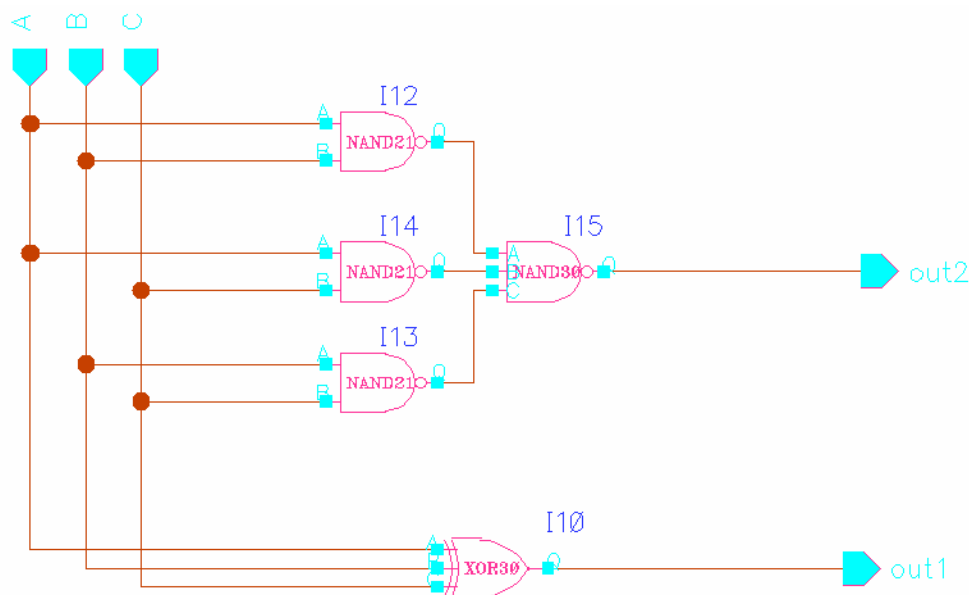 A B C
I12
A
NAND21
Q
B
I14
A
NAND21
Q
B
I15
A
B
NAND30
Q
C
out2
I13
A
NAND21
Q
B
I10
A
B
XOR30
Q
C
out1